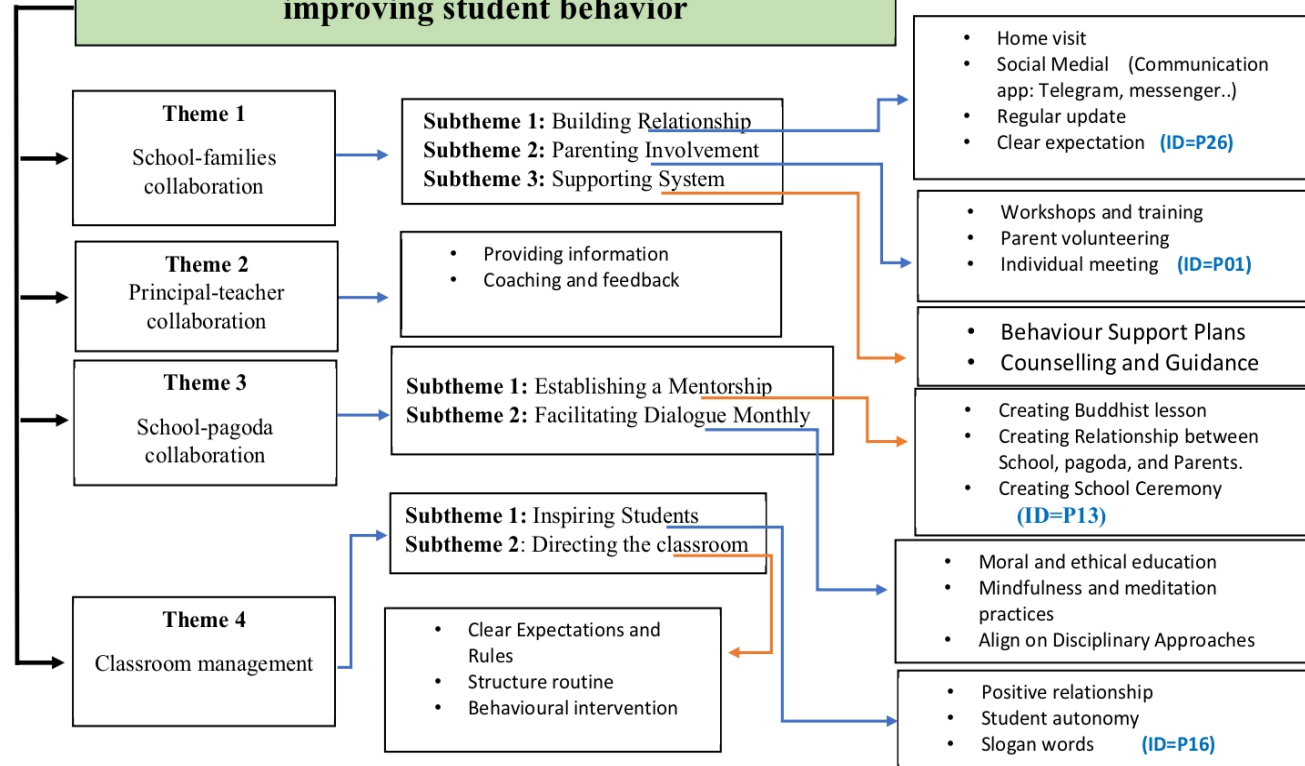 improving student behavior
Theme 1
School-families
collaboration
Subtheme 1: Building Relationship
Subtheme 2: Parenting Involvement
Subtheme 3: Supporting System
• Home visit
• Social Medial (Communication
app: Telegram, messenger..)
• Regular update
• Clear expectation (ID=P26)
• Workshops and training
• Parent volunteering
• Individual meeting (ID=P01)
• Behaviour Support Plans
• Counselling and Guidance
Theme 2
Principal-teacher
collaboration
• Providing information
• Coaching and feedback
Theme 3
School-pagoda
collaboration
Subtheme 1: Establishing a Mentorship
Subtheme 2: Facilitating Dialogue Monthly
• Creating Buddhist lesson
• Creating Relationship between
School, pagoda, and Parents.
• Creating School Ceremony
(ID=P13)
• Moral and ethical education
• Mindfulness and meditation
practices
• Align on Disciplinary Approaches
Theme 4
Classroom management
Subtheme 1: Inspiring Students
Subtheme 2: Directing the classroom
• Clear Expectations and
Rules
• Structure routine
• Behavioural intervention
• Positive relationship
• Student autonomy
• Slogan words (ID=P16)